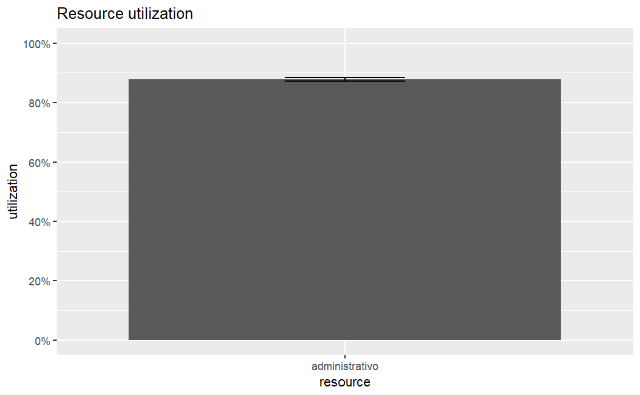 Resource utilization
100%
80%
60%
40%
20%
0%
utilization
administrativo
resource